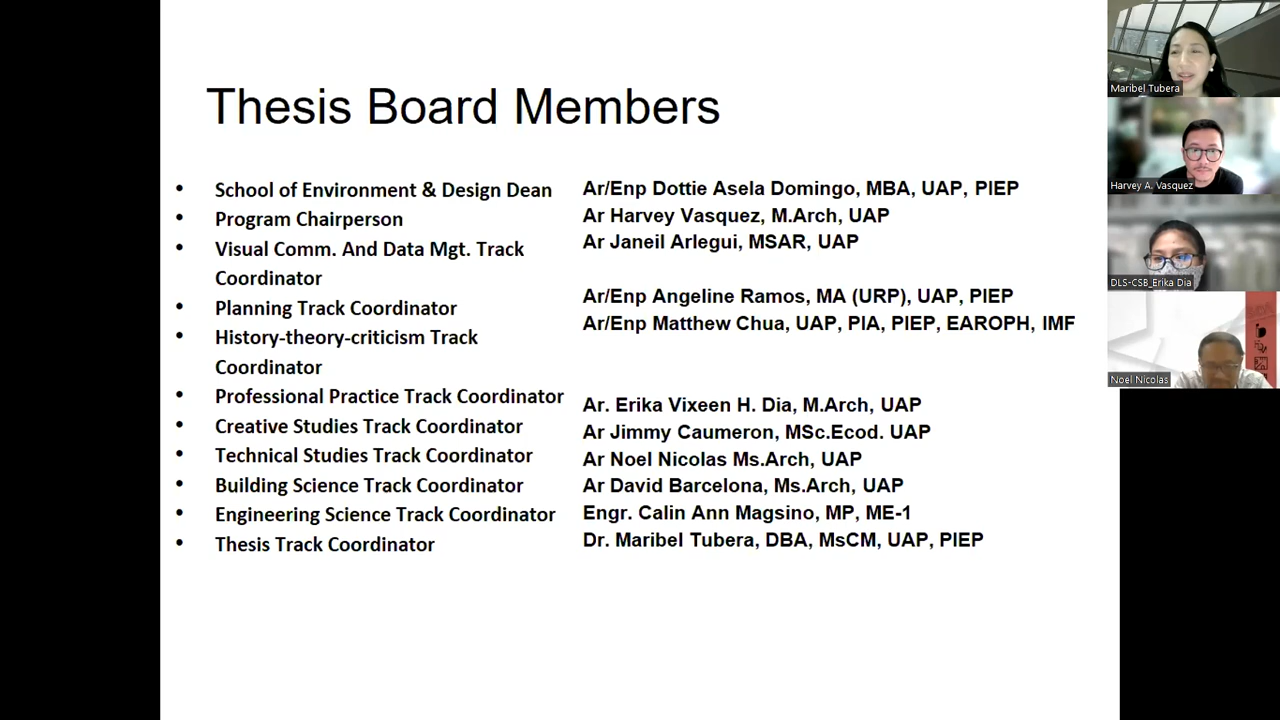 Thesis Board Members
• School of Environment & Design Dean
• Program Chairperson
• Visual Comm. And Data Mgt. Track
Coordinator
• Planning Track Coordinator
• History-theory-criticism Track
Coordinator
• Professional Practice Track Coordinator
• Creative Studies Track Coordinator
• Technical Studies Track Coordinator
• Building Science Track Coordinator
• Engineering Science Track Coordinator
• Thesis Track Coordinator
Ar/Enp Dottie Asela Domingo, MBA, UAP, PIEP
Ar Harvey Vasquez, M.Arch, UAP
Ar Janeil Arlegui, MSAR, UAP
Ar/Enp Angeline Ramos, MA (URP), UAP, PIEP
Ar/Enp Matthew Chua, UAP, PIA, PIEP, EAROPH, IMF
Ar. Erika Vixeen H. Dia, M.Arch, UAP
Ar Jimmy Caumeron, MSc.Ecod. UAP
Ar Noel Nicolas Ms.Arch, UAP
Ar David Barcelona, Ms.Arch, UAP
Engr. Calin Ann Magsino, MP, ME-1
Dr. Maribel Tubera, DBA, MsCM, UAP, PIEP
Maribel Tubera
Harvey A. Vasquez
DLS-CSB_Erika Dia
Noel Nicolas